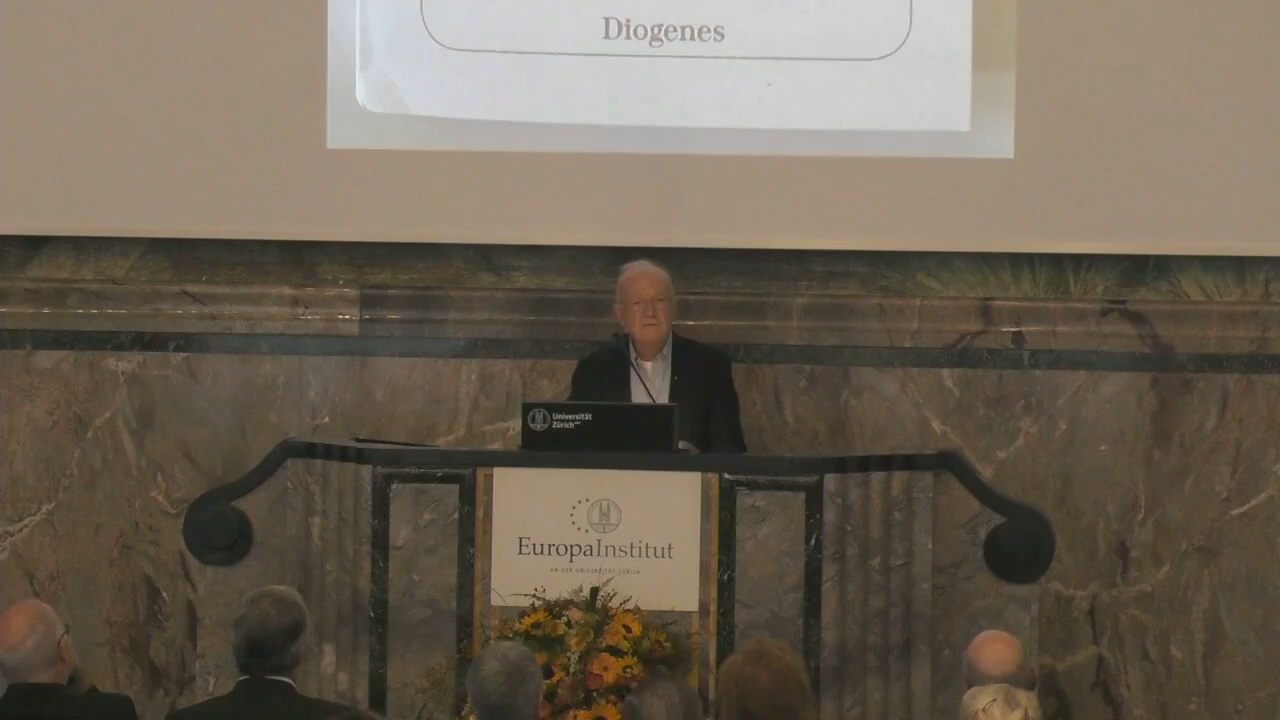 Diogenes
Universität
Zürich
EuropaInstitut
AN DER UNIVERSITÄT ZÜRICH